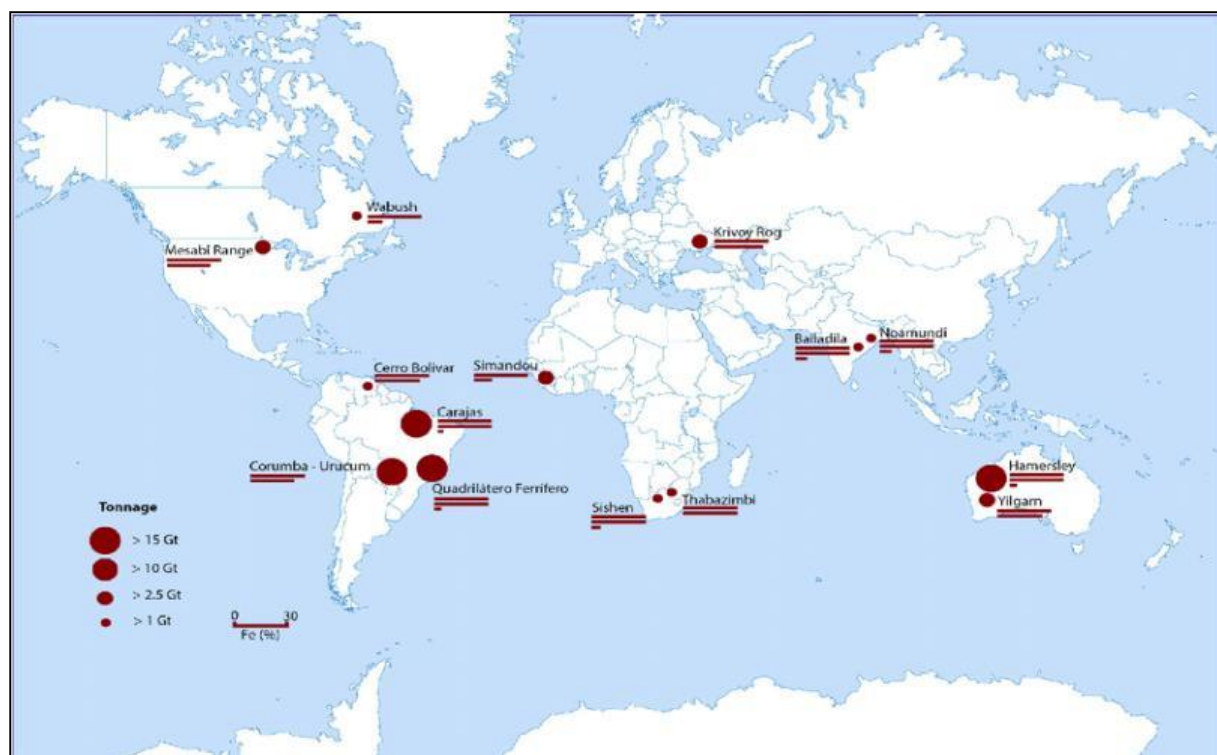 Wabush
Mesabi Range
Krivoy Rog
Bailadila
Noamundi
Cerro Bolivar
Simandou
Carajas
Corumba - Urucum
Quadrilátero Ferrífero
Sishen
Thabazimbi
Hamersley
Yilgarn
Tonnage
> 15 Gt
> 10 Gt
> 2.5 Gt
> 1 Gt
0 30
Fe (%)